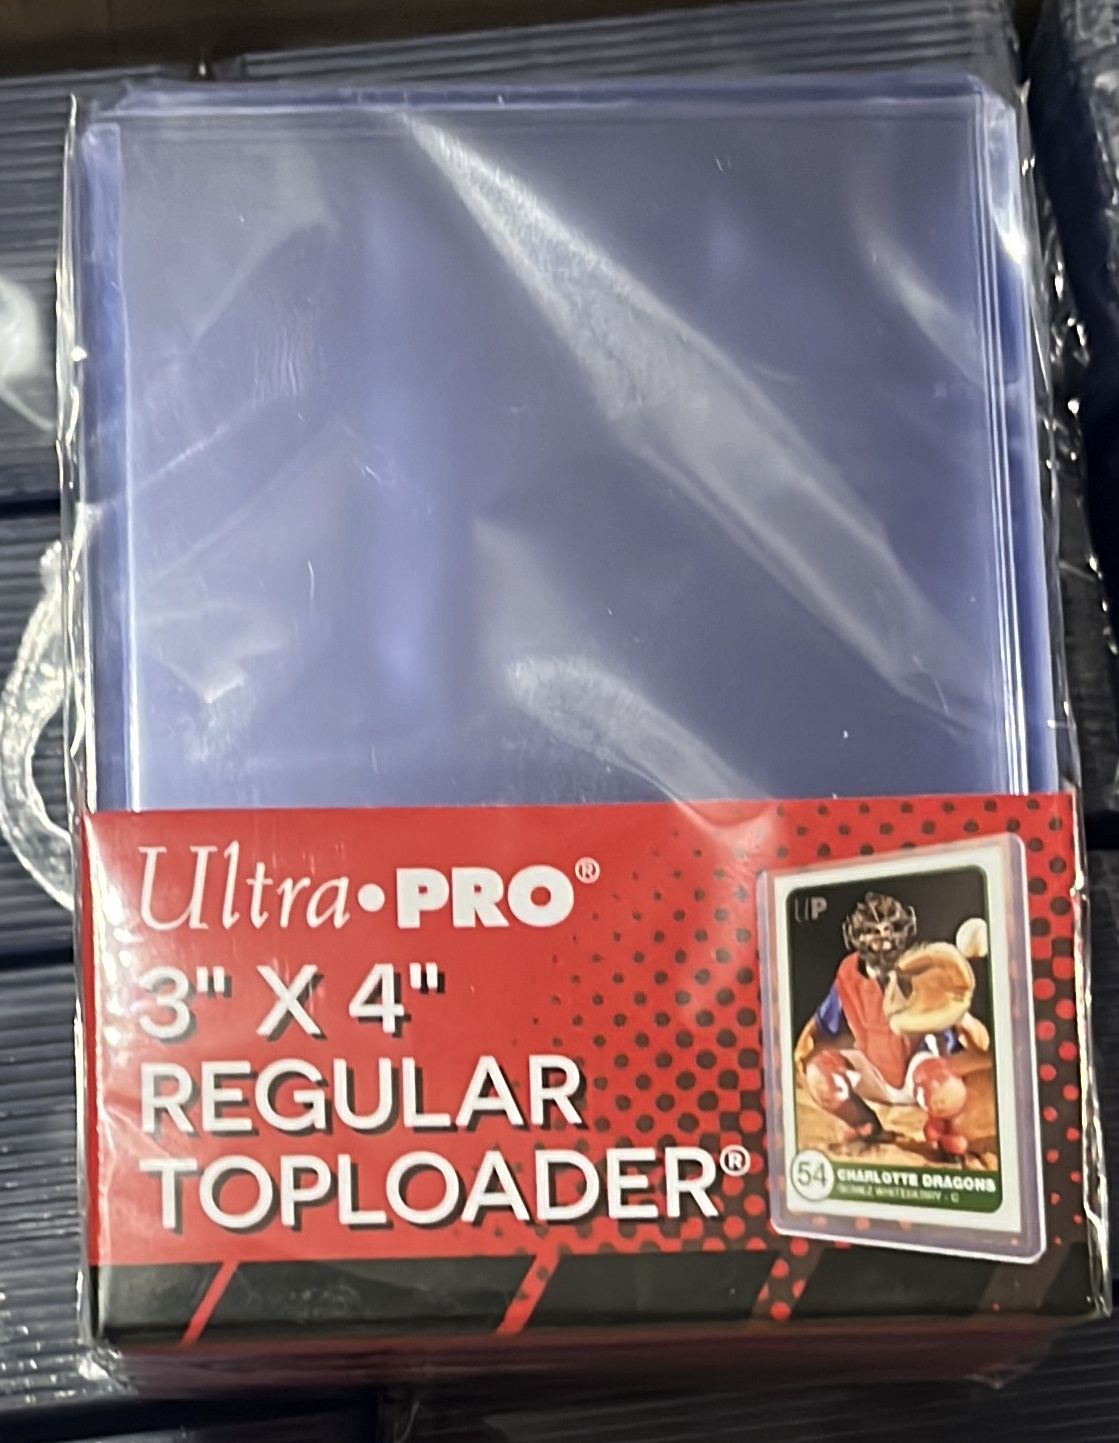 Ultra•PRO®
3" X 4"
REGULAR
TOPLOADER®
UP
54
CHARLOTTE DRAGONS